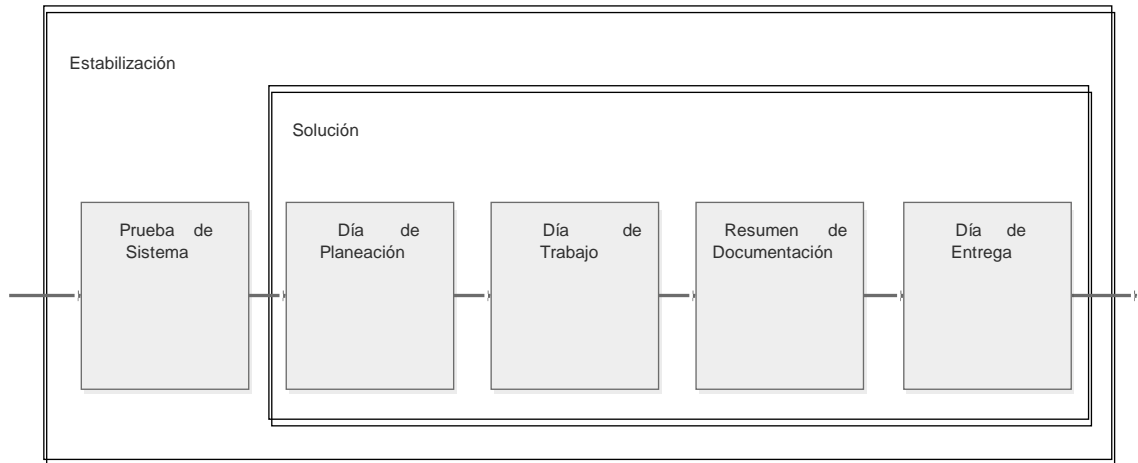 Estabilización
Solución
Prueba de
Sistema
Día de
Planeación
Día de
Trabajo
Resumen de
Documentación
Día de
Entrega